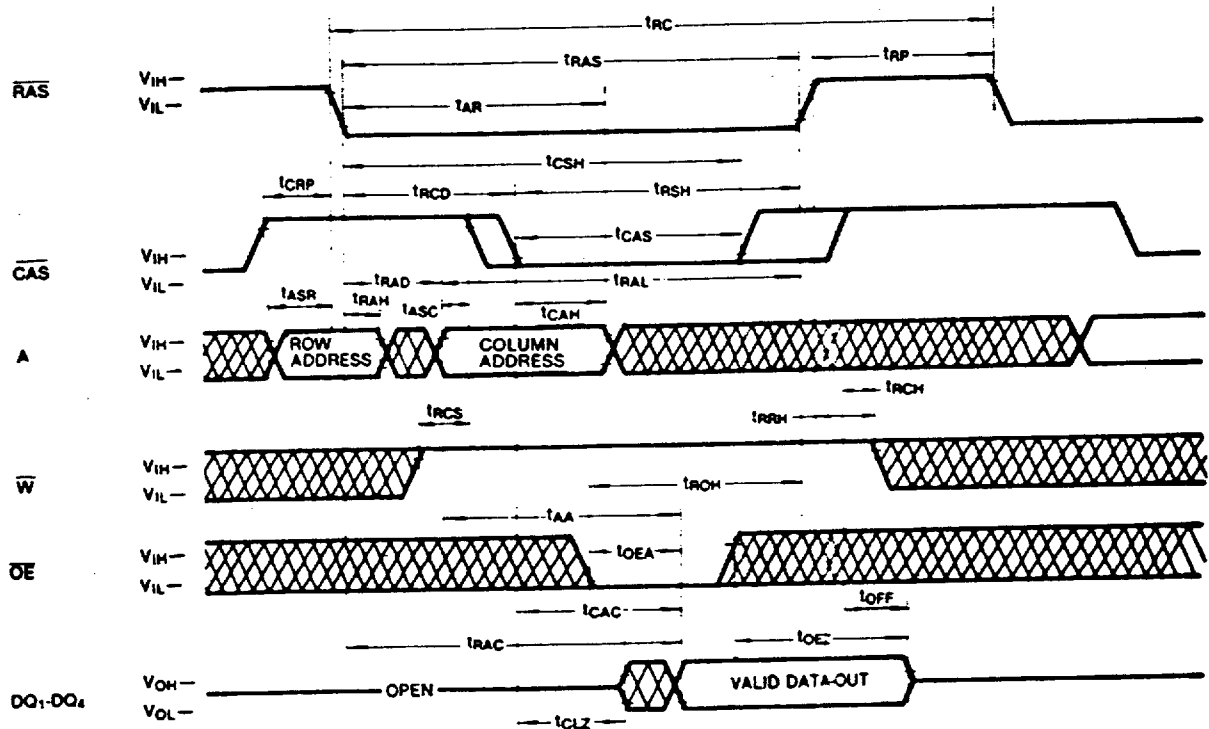 tRC
tRAS
tRP
RAS
VIH
VIL
tAR
tCSH
tCRP
tRCD
tRSH
tCAS
CAS
VIH
VIL
tRAD
tRAL
tASR
tRAH
tASC
tCAH
A
VIH
VIL
ROW
ADDRESS
COLUMN
ADDRESS
tRCH
tRCS
tRRH
W
VIH
VIL
tROH
tAA
OE
VIH
VIL
tOEA
tCAC
tOFF
tRAC
DQ1-DQ4
VOH
VOL
OPEN
VALID DATA-OUT
tCLZ